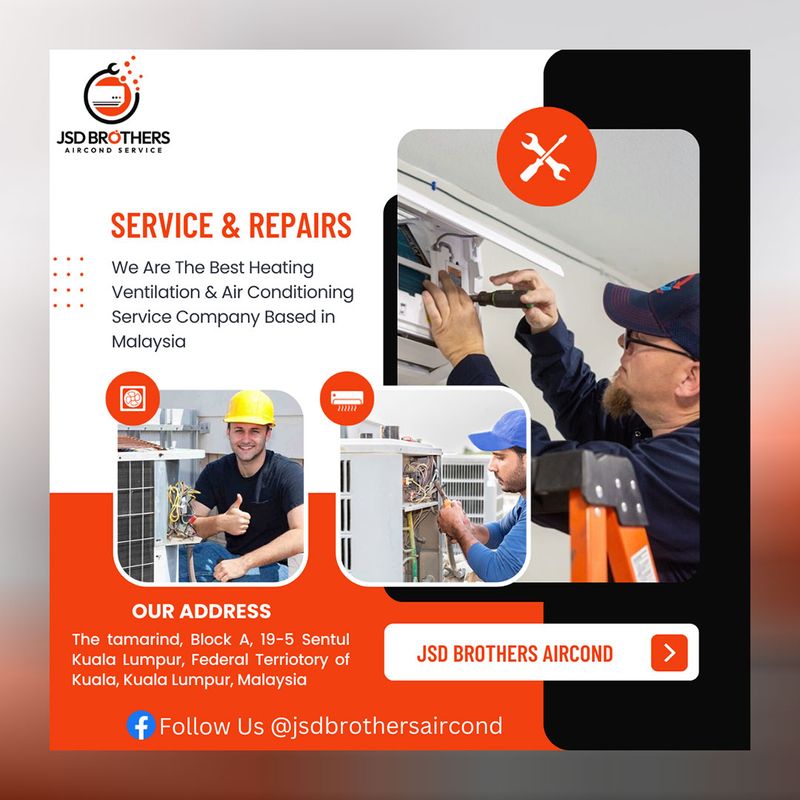 JSD BROTHERS
AIRCOND SERVICE
SERVICE & REPAIRS
We Are The Best Heating
Ventilation & Air Conditioning
Service Company Based in
Malaysia
OUR ADDRESS
The tamarind, Block A, 19-5 Sentul
Kuala Lumpur, Federal Terriotory of
Kuala, Kuala Lumpur, Malaysia
JSD BROTHERS AIRCOND
Follow Us @jsdbrothersaircond